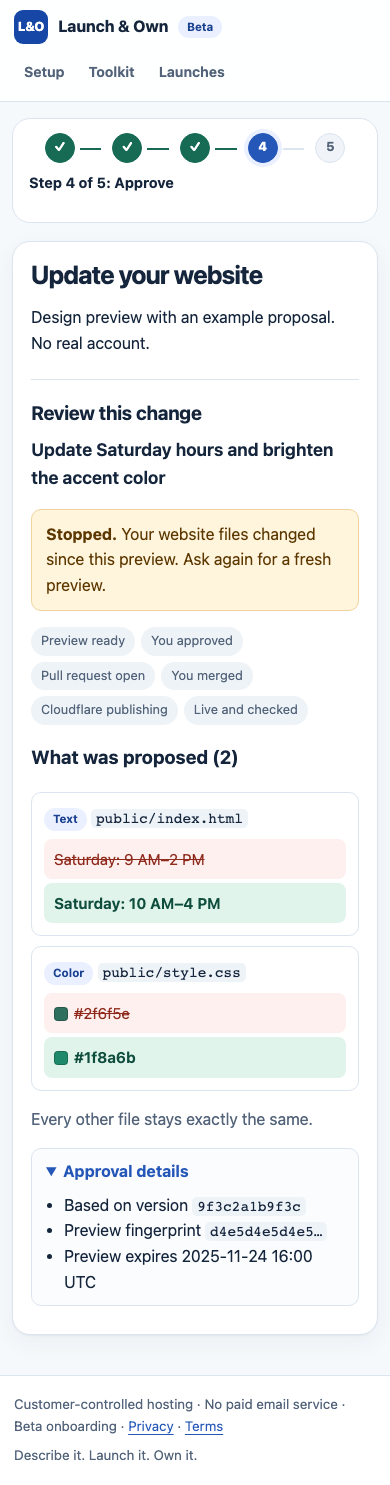 L&O Launch & Own Beta
Setup Toolkit Launches
4 5
Step 4 of 5: Approve
Update your website
Design preview with an example proposal.
No real account.
Review this change
Update Saturday hours and brighten
the accent color
Stopped. Your website files changed
since this preview. Ask again for a fresh
preview.
Preview ready You approved
Pull request open You merged
Cloudflare publishing Live and checked
What was proposed (2)
Text public/index.html
Saturday: 9 AM–2 PM
Saturday: 10 AM–4 PM
Color public/style.css
#2f6f5e
#1f8a6b
Every other file stays exactly the same.
Approval details
Based on version 9f3c2a1b9f3c
Preview fingerprint d4e5d4e5d4e5…
Preview expires 2025-11-24 16:00
UTC
Customer-controlled hosting · No paid email service ·
Beta onboarding · Privacy · Terms
Describe it. Launch it. Own it.